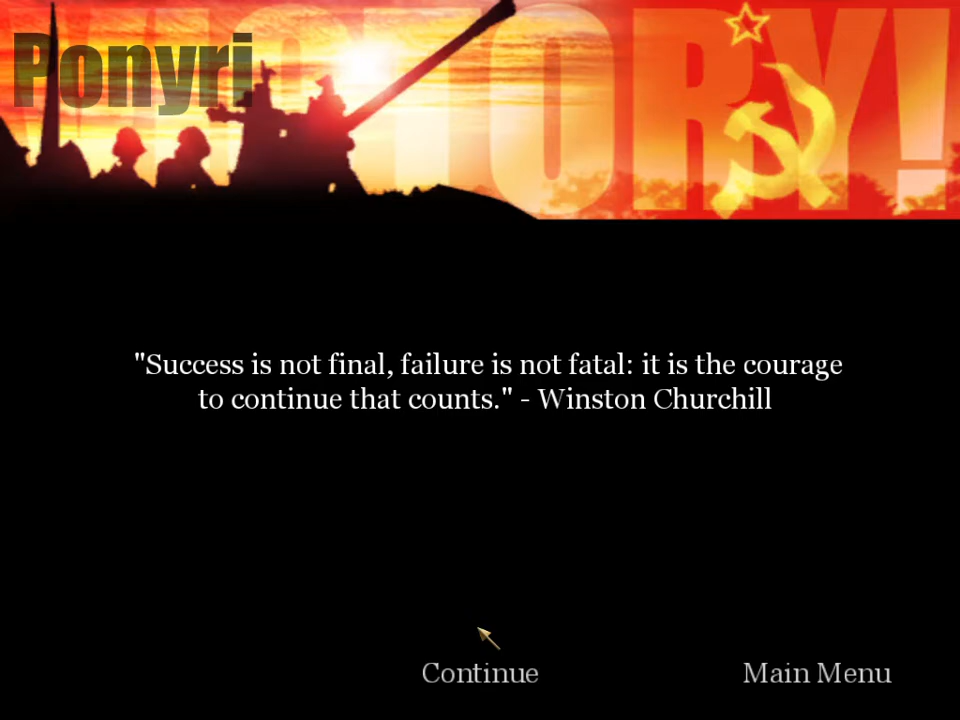 VICTORY!
Ponyri
"Success is not final, failure is not fatal: it is the courage
to continue that counts." - Winston Churchill
Continue
Main Menu